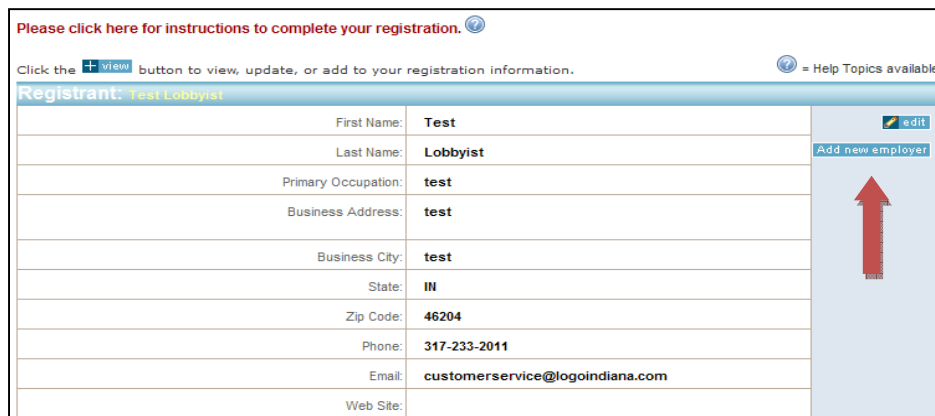 Please click here for instructions to complete your registration. ?
Click the + view button to view, update, or add to your registration information.
? = Help Topics available
Registrant: Test Lobbyist
First Name: Test
edit
Last Name: Lobbyist
Add new employer
Primary Occupation: test
Business Address: test
Business City: test
State: IN
Zip Code: 46204
Phone: 317-233-2011
Email: customerservice@logoindiana.com
Web Site: